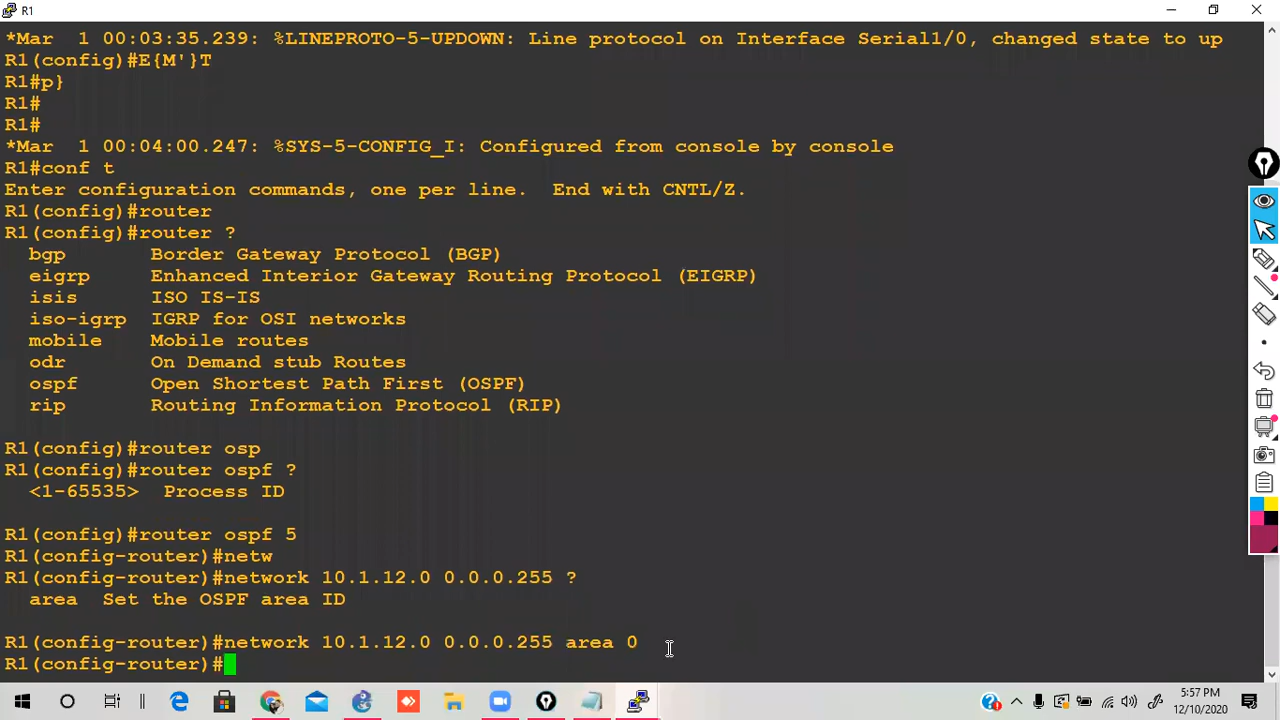 R1
*Mar  1 00:03:35.239: %LINEPROTO-5-UPDOWN: Line protocol on Interface Serial1/0, changed state to up
R1(config)#E{M'}T
R1#p}
R1#
R1#
*Mar  1 00:04:00.247: %SYS-5-CONFIG_I: Configured from console by console
R1#conf t
Enter configuration commands, one per line.  End with CNTL/Z.
R1(config)#router
R1(config)#router ?
  bgp       Border Gateway Protocol (BGP)
  eigrp     Enhanced Interior Gateway Routing Protocol (EIGRP)
  isis      ISO IS-IS
  iso-igrp  IGRP for OSI networks
  mobile    Mobile routes
  odr       On Demand stub Routes
  ospf      Open Shortest Path First (OSPF)
  rip       Routing Information Protocol (RIP)
R1(config)#router osp
R1(config)#router ospf ?
  <1-65535>  Process ID
R1(config)#router ospf 5
R1(config-router)#netw
R1(config-router)#network 10.1.12.0 0.0.0.255 ?
  area  Set the OSPF area ID
R1(config-router)#network 10.1.12.0 0.0.0.255 area 0
R1(config-router)#
5:57 PM
12/10/2020